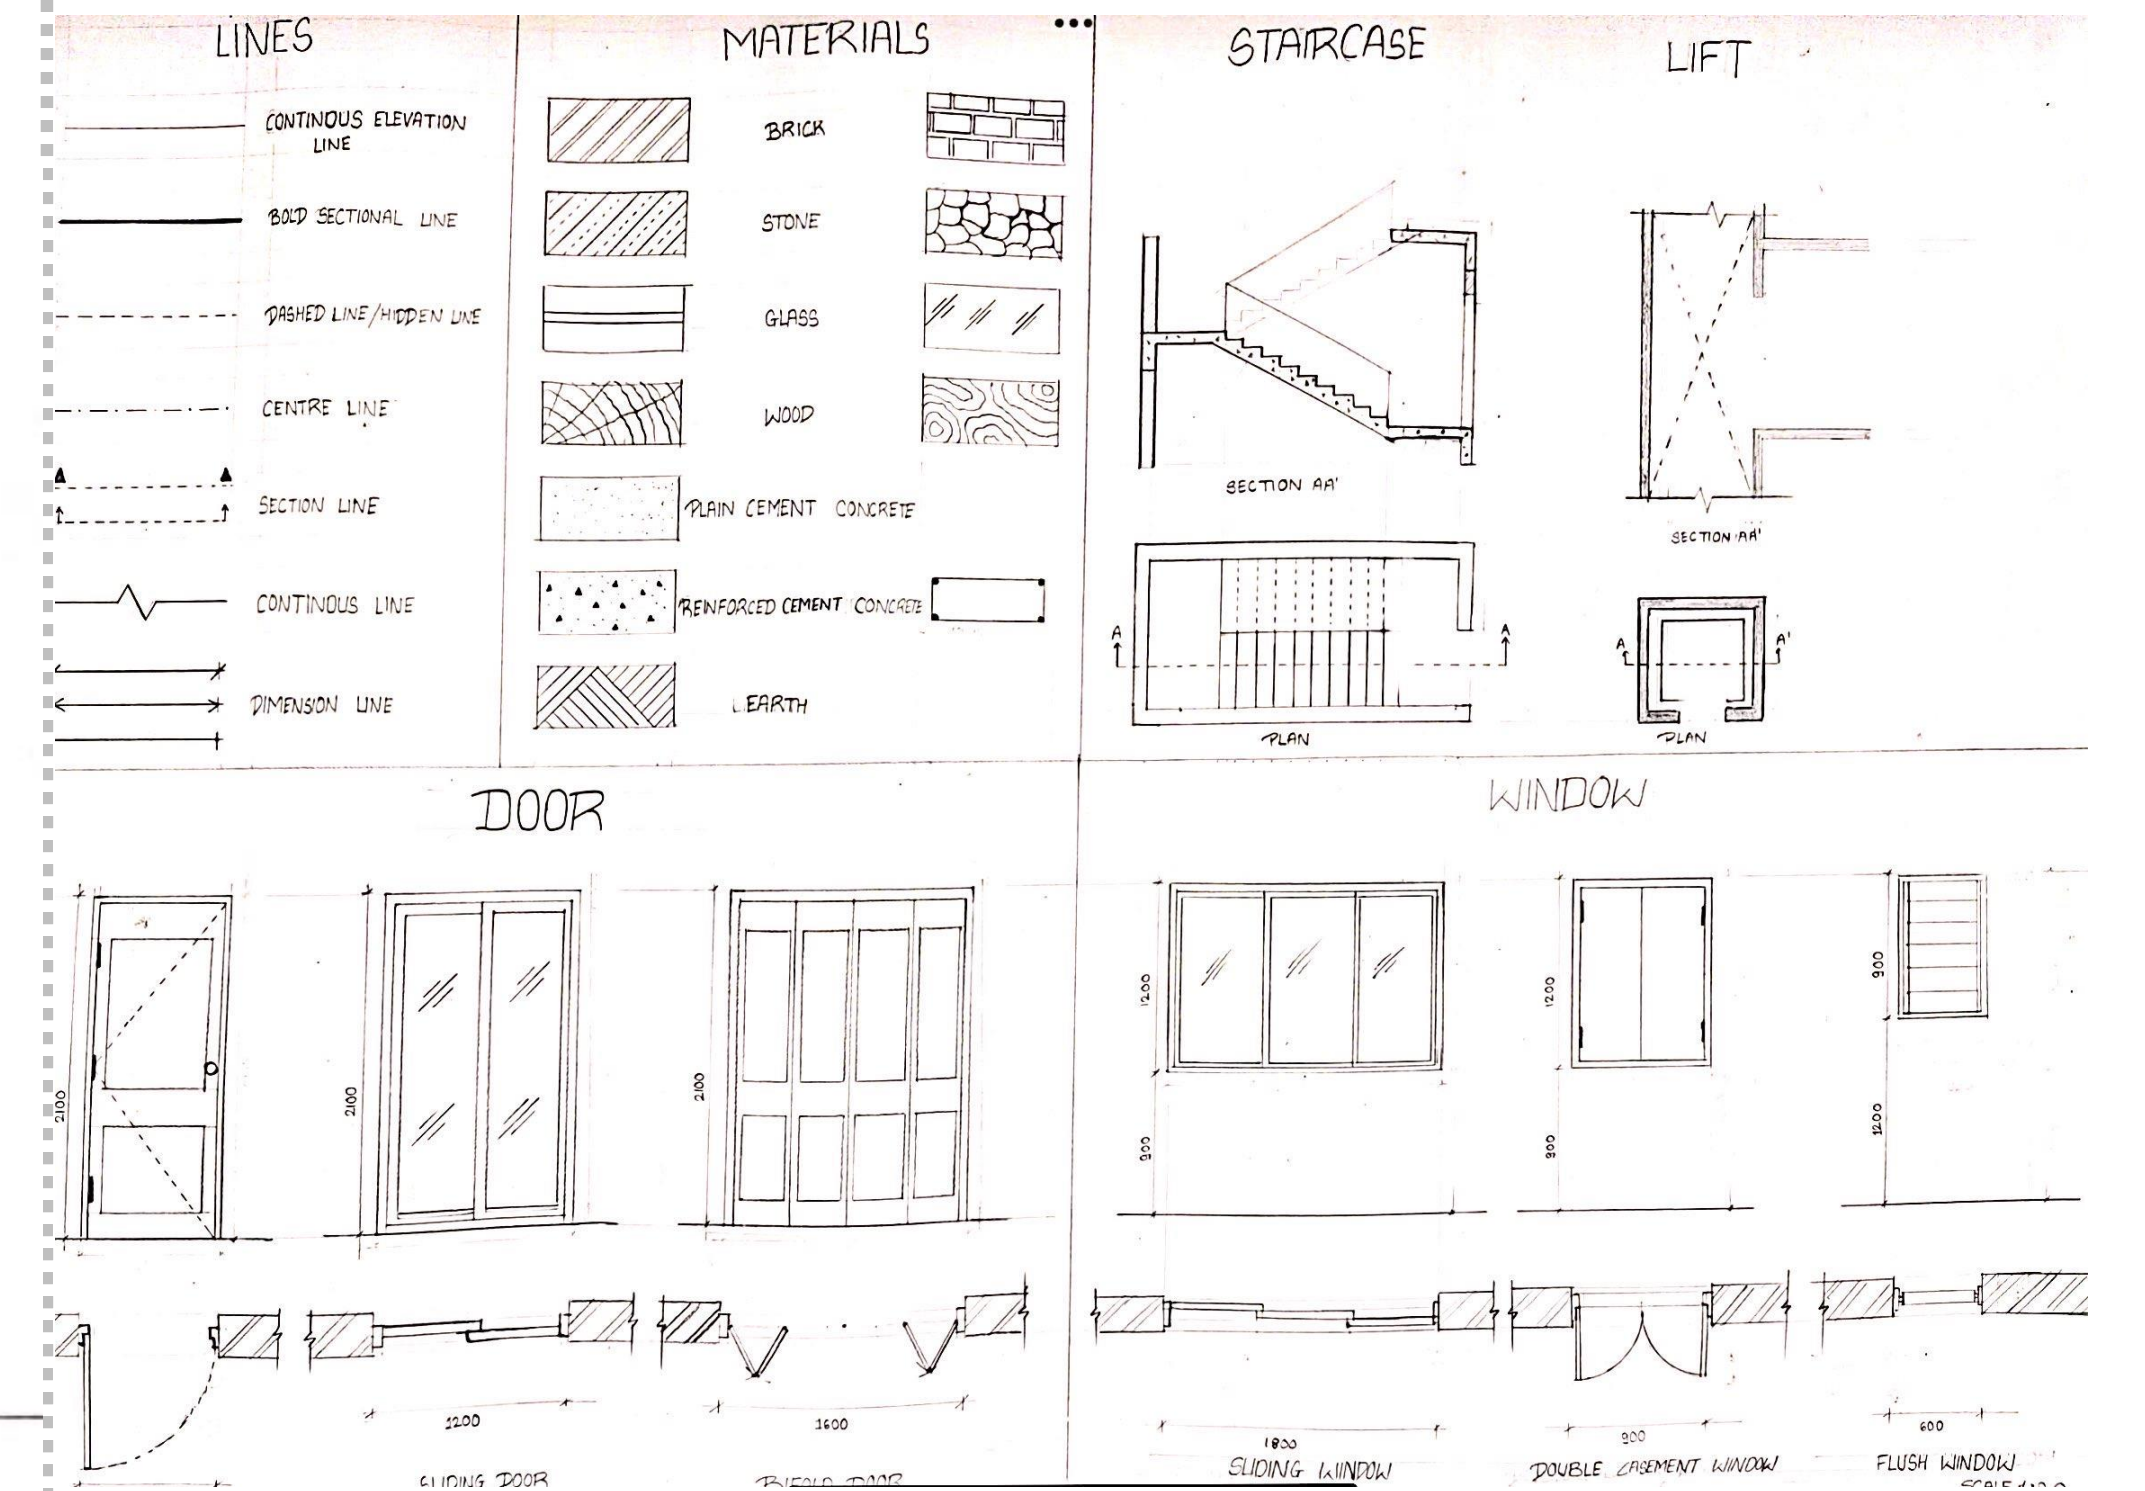 LINES
CONTINOUS ELEVATION
LINE
BOLD SECTIONAL LINE
DASHED LINE/HIDDEN LINE
CENTRE LINE
SECTION LINE
CONTINOUS LINE
DIMENSION LINE
MATERIALS
BRICK
STONE
GLASS
WOOD
PLAIN CEMENT CONCRETE
REINFORCED CEMENT CONCRETE
EARTH
STAIRCASE
SECTION AA'
A
A
PLAN
LIFT
SECTION AA'
A
A'
PLAN
DOOR
2100
2100
2100
1200
1600
SLIDING DOOR
BIFOLD DOOR
WINDOW
1200
900
1200
900
900
1200
1800
900
600
SLIDING WINDOW
DOUBLE CASEMENT WINDOW
FLUSH WINDOW
SCALE